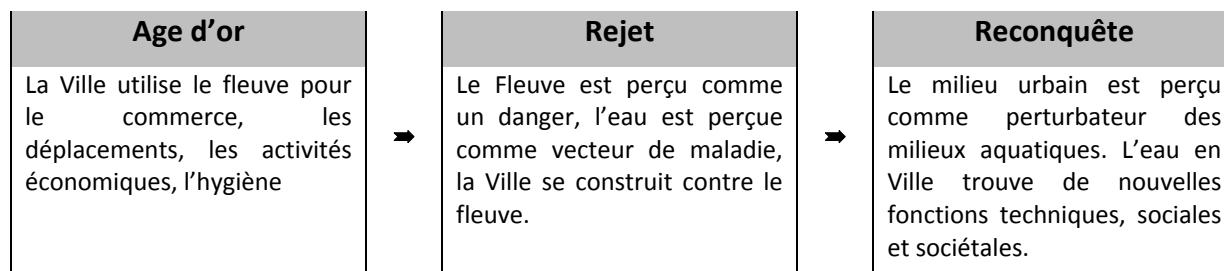 Age d’or
La Ville utilise le fleuve pour
le commerce, les
déplacements, les activités
économiques, l’hygiène
Rejet
Le Fleuve est perçu comme
un danger, l’eau est perçue
comme vecteur de maladie,
la Ville se construit contre le
fleuve.
Reconquête
Le milieu urbain est perçu
comme perturbateur des
milieux aquatiques. L’eau en
Ville trouve de nouvelles
fonctions techniques, sociales
et sociétales.